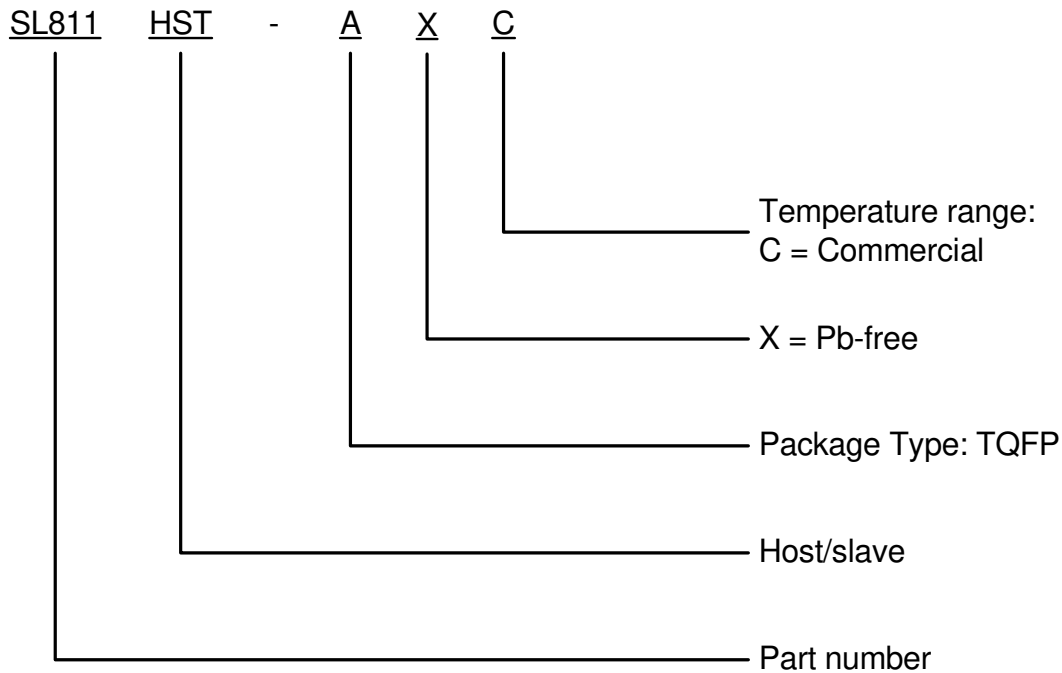 SL811 HST - A X C
Temperature range:
C = Commercial
X = Pb-free
Package Type: TQFP
Host/slave
Part number